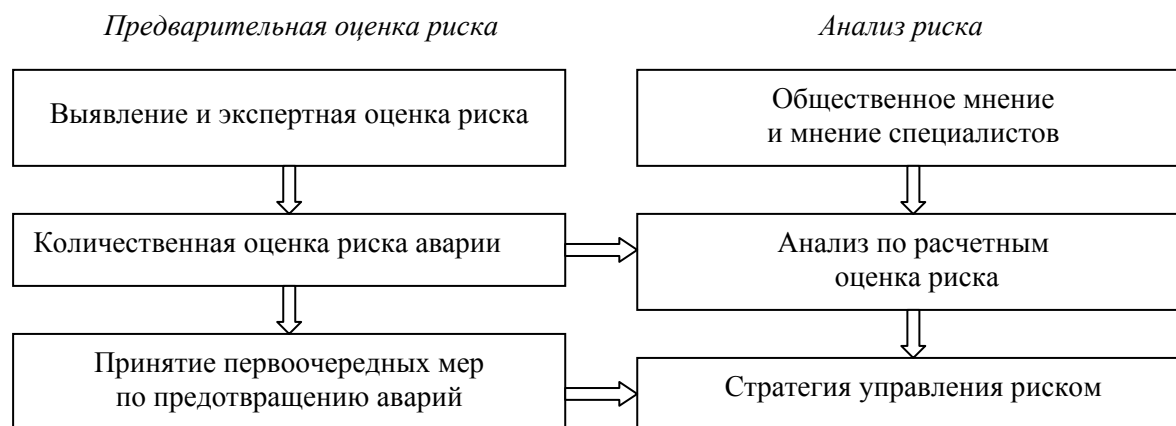 Предварительная оценка риска
Анализ риска
Выявление и экспертная оценка риска
Общественное мнение
и мнение специалистов
Количественная оценка риска аварии
Анализ по расчетным
оценка риска
Принятие первоочередных мер
по предотвращению аварий
Стратегия управления риском